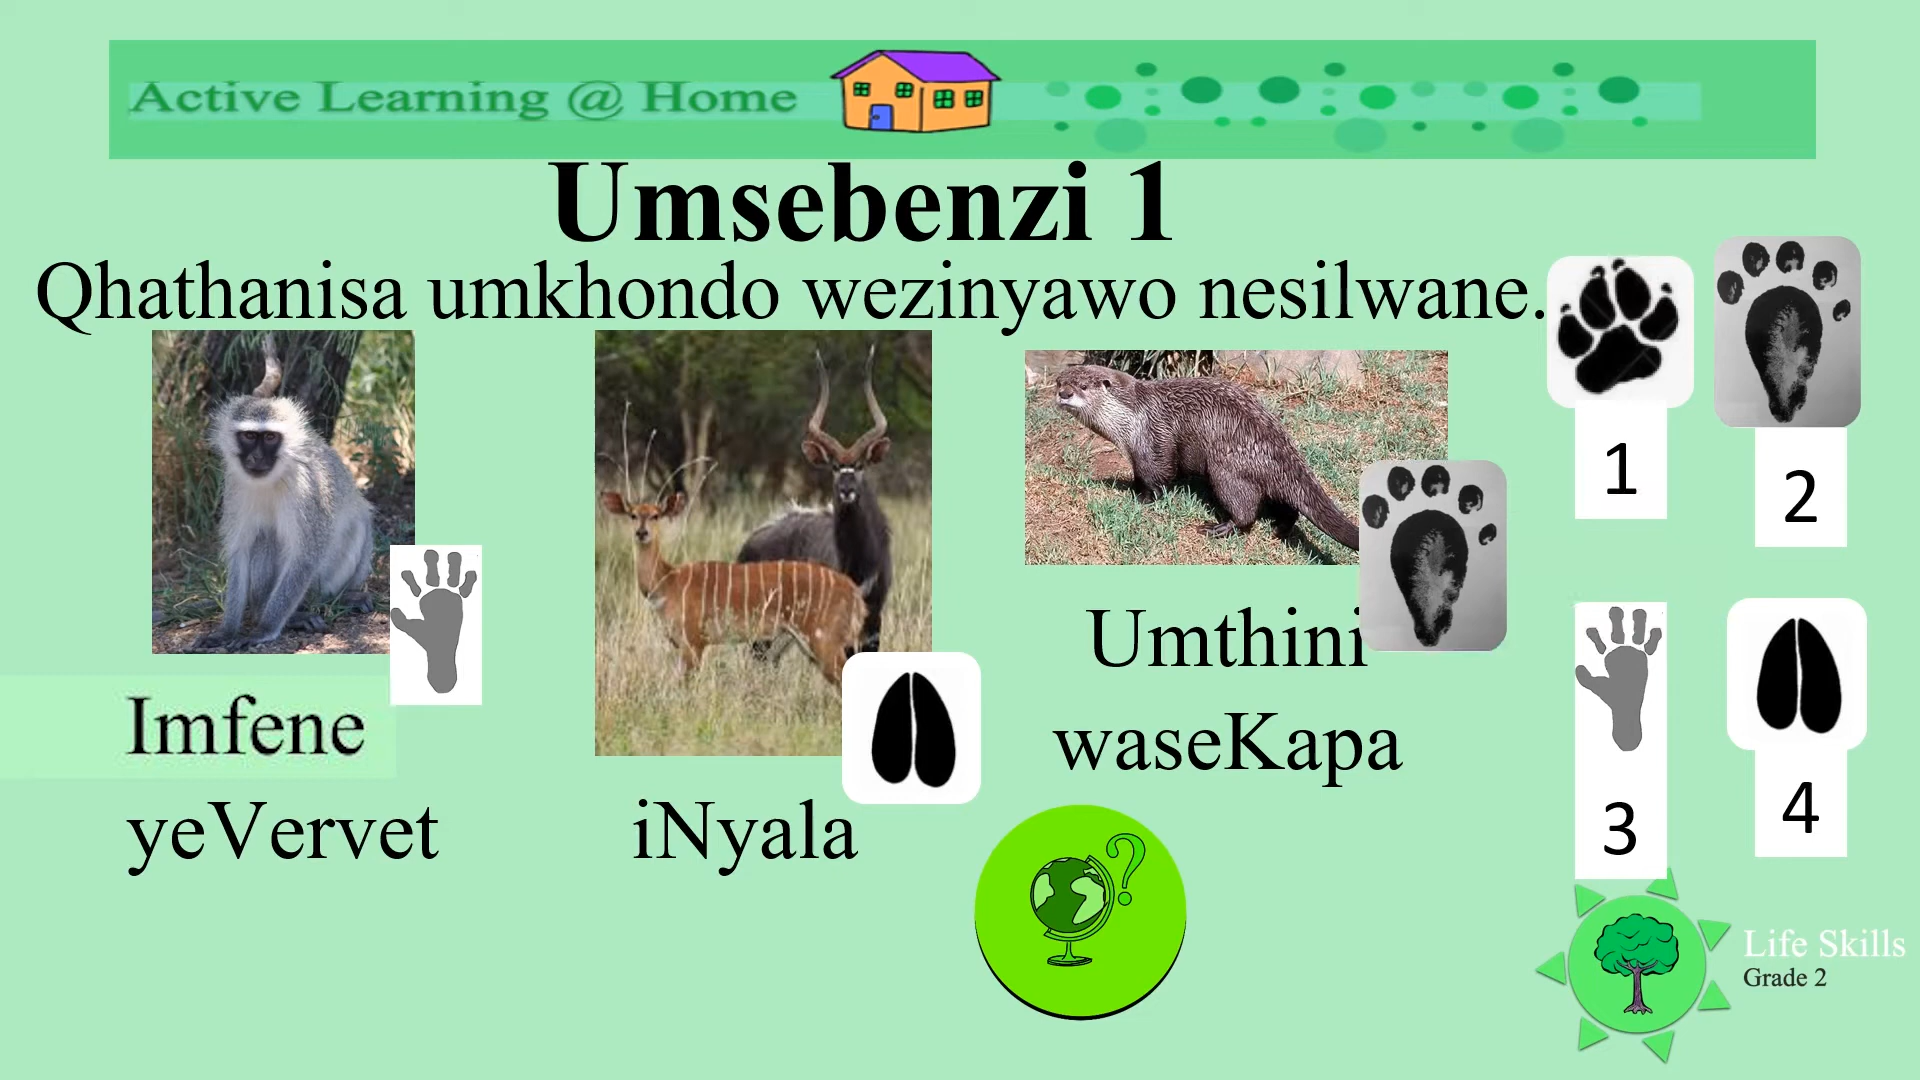 Active Learning @ Home
Umsebenzi 1
Qhathanisa umkhondo wezinyawo nesilwane.
Imfene
yeVervet
iNyala
Umthini
waseKapa
1
2
3
4
Life Skills
Grade 2